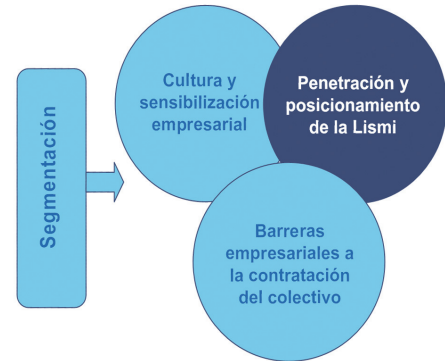 Segmentación
Cultura y
sensibilización
empresarial
Penetración y
posicionamiento
de la Lismi
Barreras
empresariales a
la contratación
del colectivo